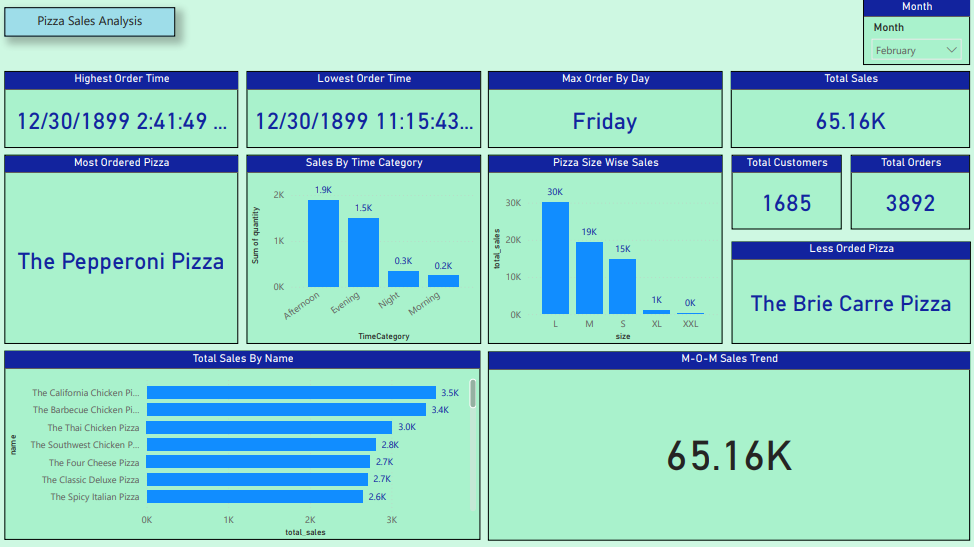 Pizza Sales Analysis
Month
Month
February
Highest Order Time
12/30/1899 2:41:49 ...
Lowest Order Time
12/30/1899 11:15:43...
Max Order By Day
Friday
Total Sales
65.16K
Most Ordered Pizza
The Pepperoni Pizza
Sales By Time Category
Sum of quantity
2K
1K
0K
1.9K
1.5K
0.3K
0.2K
Afternoon
Evening
Night
Morning
TimeCategory
Pizza Size Wise Sales
total_sales
30K
20K
10K
0K
30K
19K
15K
1K
0K
L
M
S
XL
XXL
size
Total Customers
1685
Total Orders
3892
Less Orded Pizza
The Brie Carre Pizza
Total Sales By Name
name
The California Chicken Pi... 3.5K
The Barbecue Chicken Pi... 3.4K
The Thai Chicken Pizza 3.0K
The Southwest Chicken P... 2.8K
The Four Cheese Pizza 2.7K
The Classic Deluxe Pizza 2.7K
The Spicy Italian Pizza 2.6K
0K 1K 2K 3K
total_sales
M-O-M Sales Trend
65.16K